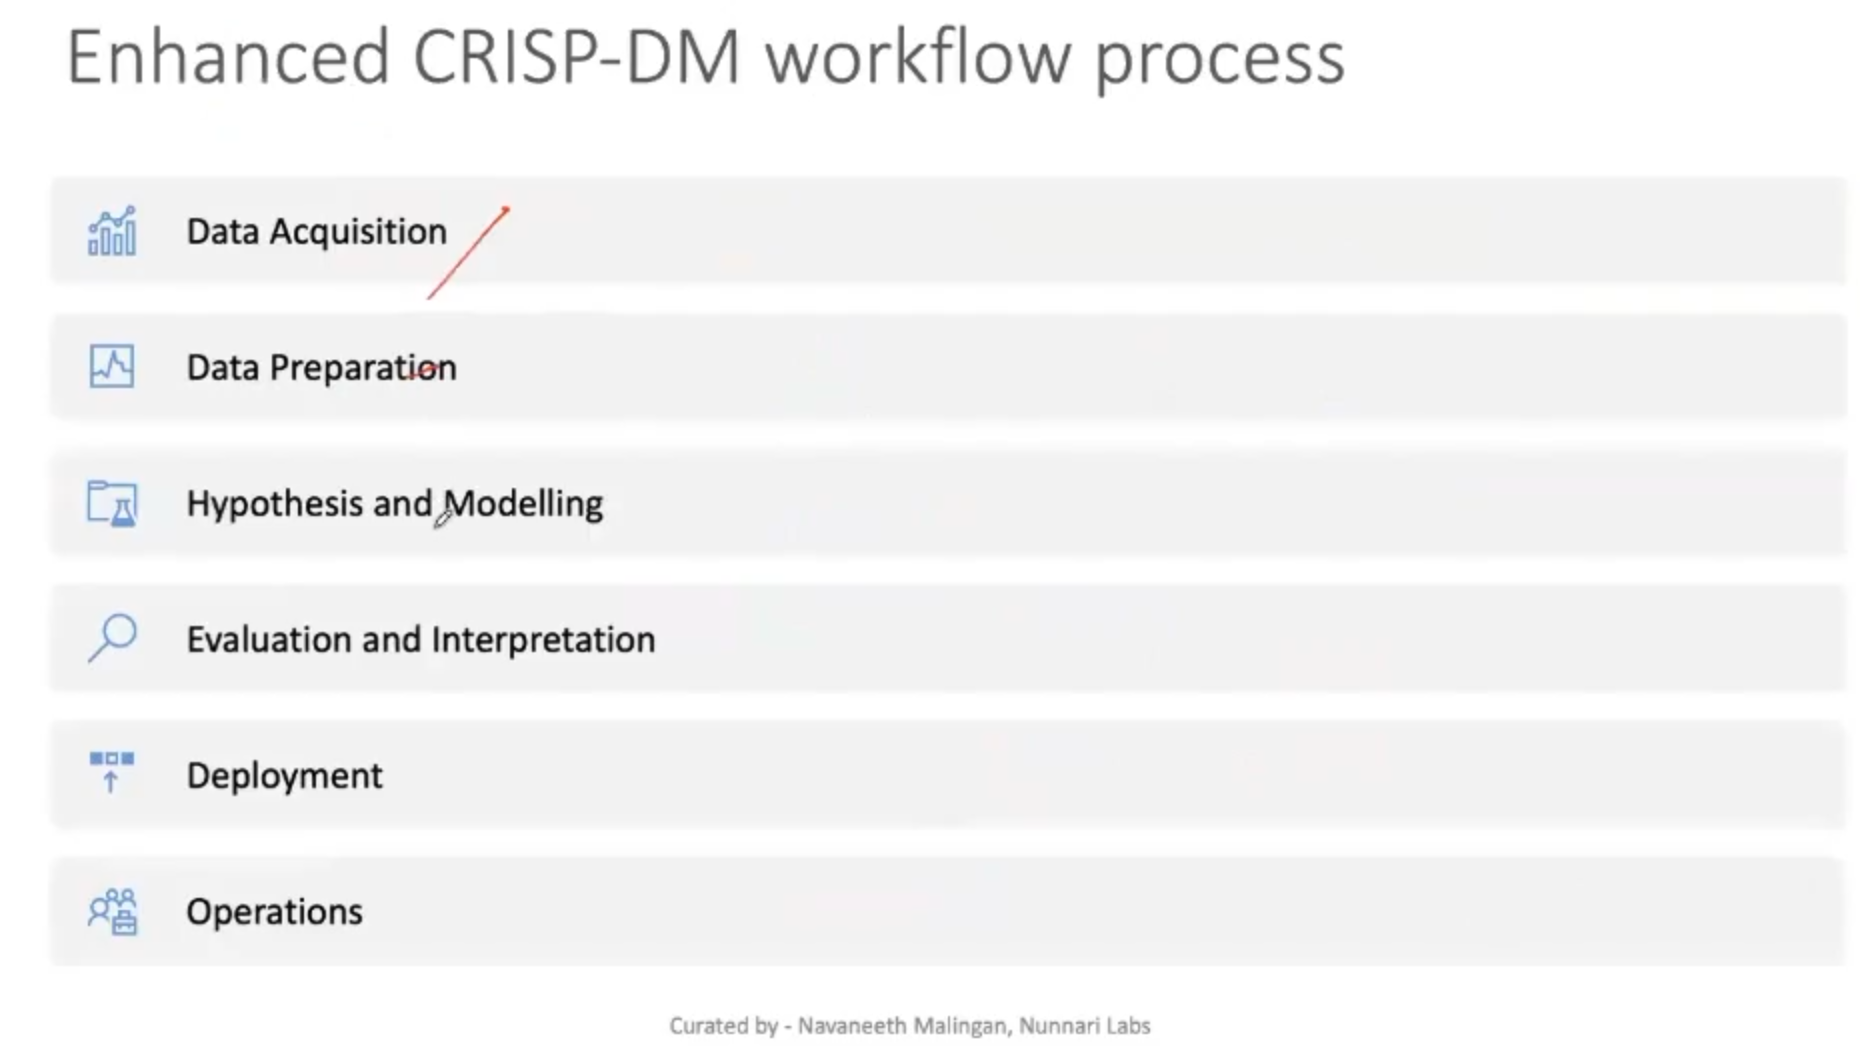 Enhanced CRISP-DM workflow process
Data Acquisition
Data Preparation
Hypothesis and Modelling
Evaluation and Interpretation
Deployment
Operations
Curated by - Navaneeth Malingan, Nunnari Labs